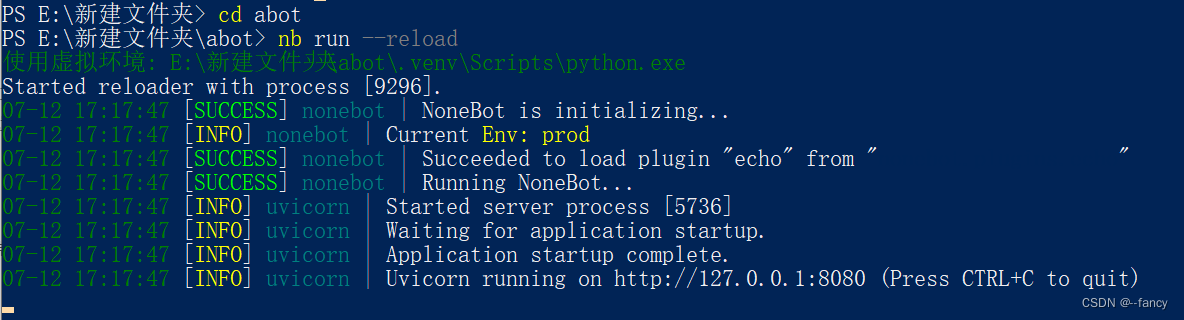 PS E:\新建文件夹> cd abot
PS E:\新建文件夹\abot> nb run --reload
使用虚拟环境: E:\新建文件夹\abot\.venv\Scripts\python.exe
Started reloader with process [9296].
07-12 17:17:47 [SUCCESS] nonebot | NoneBot is initializing...
07-12 17:17:47 [INFO] nonebot | Current Env: prod
07-12 17:17:47 [SUCCESS] nonebot | Succeeded to load plugin "echo" from " "
07-12 17:17:47 [SUCCESS] nonebot | Running NoneBot...
07-12 17:17:47 [INFO] uvicorn | Started server process [5736]
07-12 17:17:47 [INFO] uvicorn | Waiting for application startup.
07-12 17:17:47 [INFO] uvicorn | Application startup complete.
07-12 17:17:47 [INFO] uvicorn | Uvicorn running on http://127.0.0.1:8080 (Press CTRL+C to quit)
CSDN @--fancy